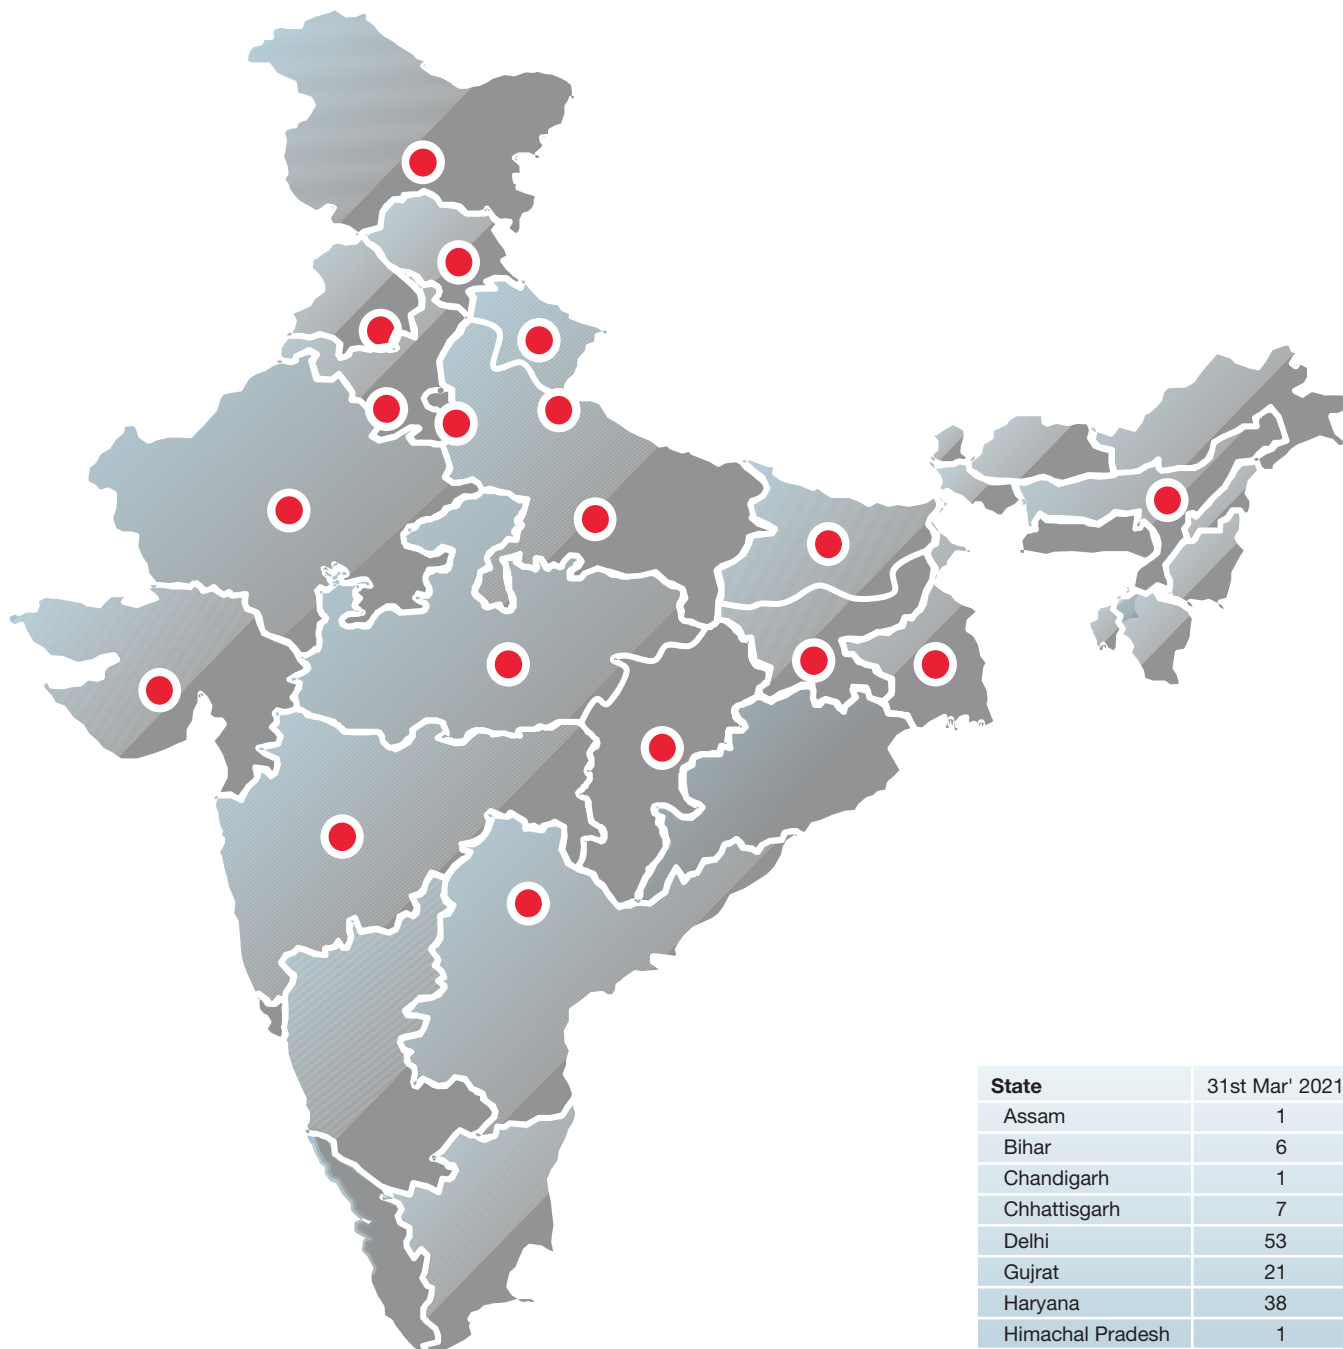 State 31st Mar' 2021
Assam 1
Bihar 6
Chandigarh 1
Chhattisgarh 7
Delhi 53
Gujrat 21
Haryana 38
Himachal Pradesh 1